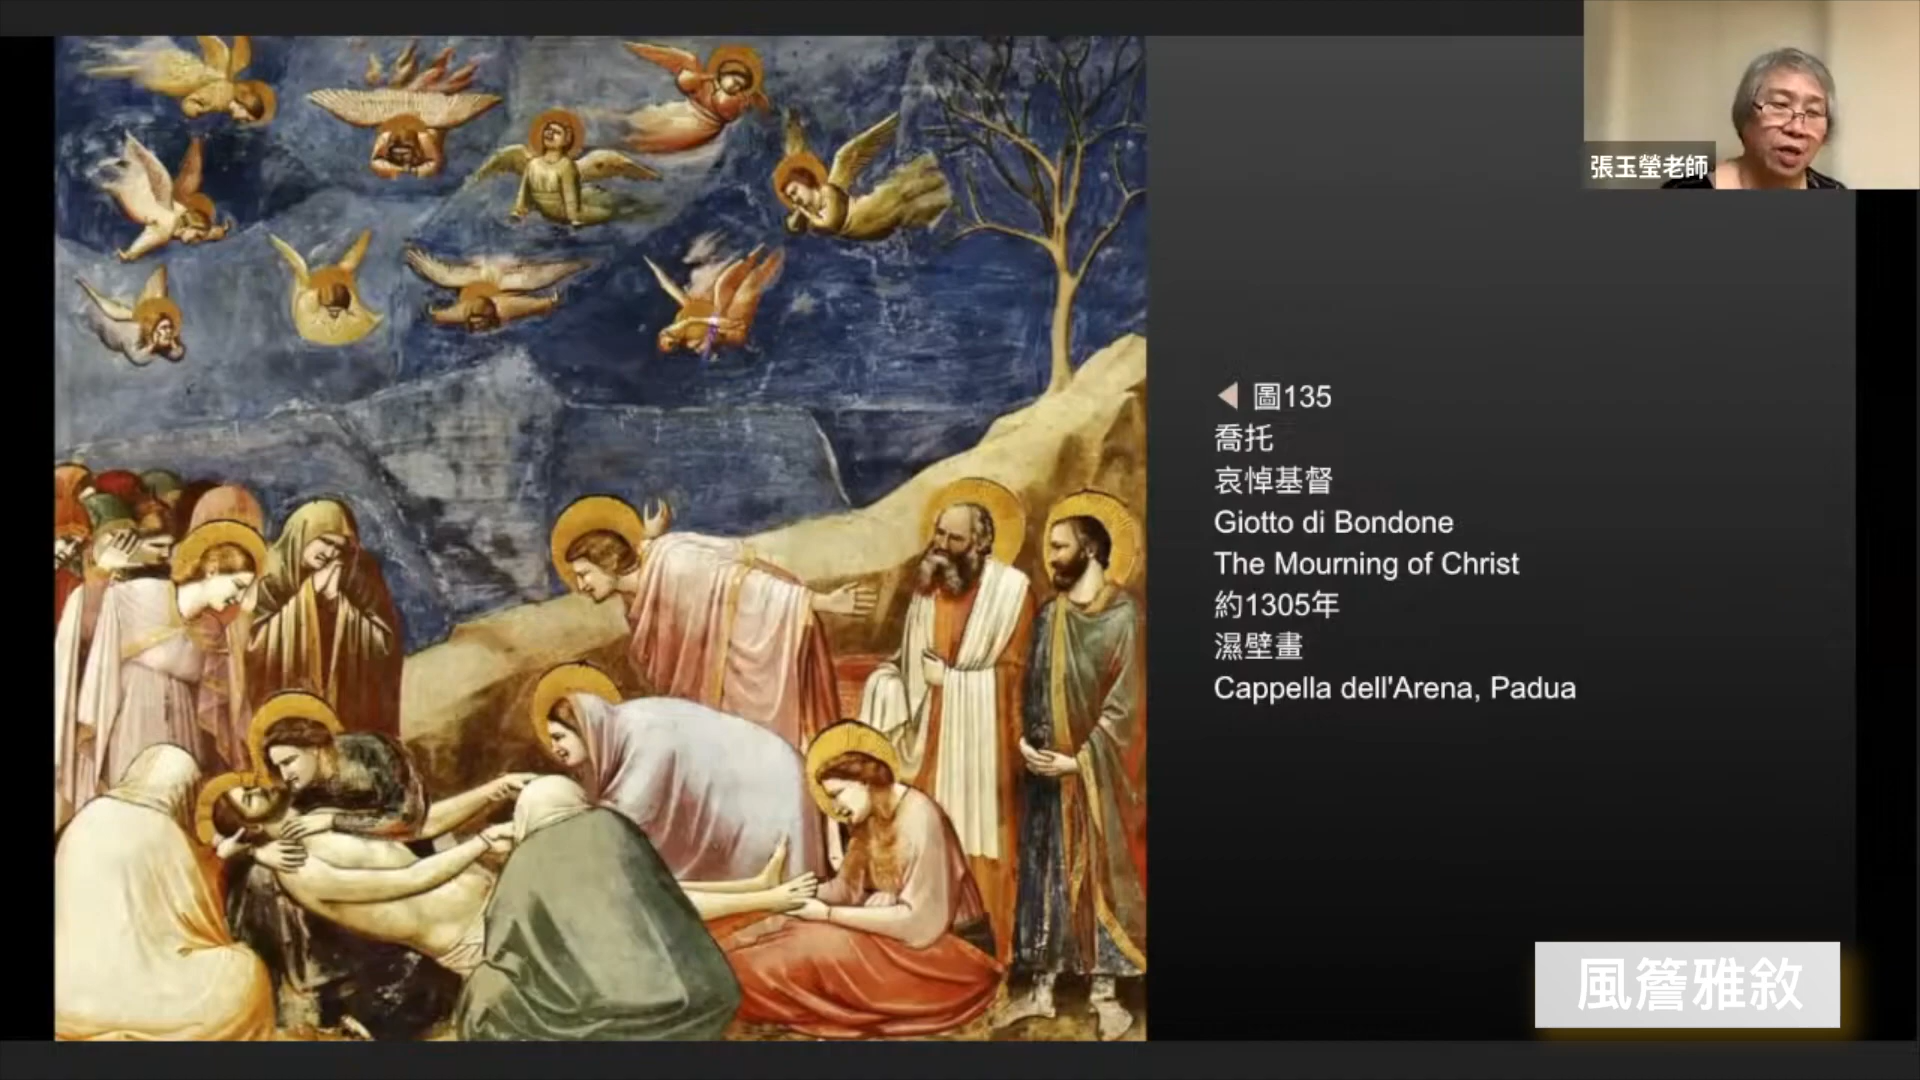 張玉瑩老師
◀ 圖135
喬托
哀悼基督
Giotto di Bondone
The Mourning of Christ
約1305年
濕壁畫
Cappella dell'Arena, Padua
風簷雅敘